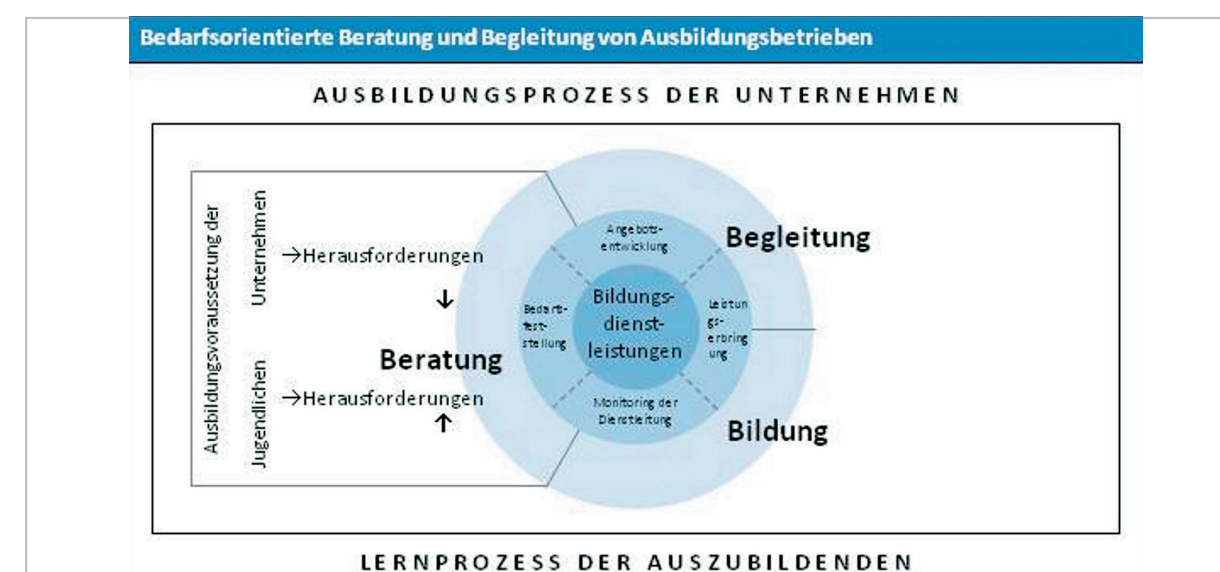 Bedarfsorientierte Beratung und Begleitung von Ausbildungsbetrieben
AUSBILDUNGSPROZESS DER UNTERNEHMEN
Ausbildungsvoraussetzung der
Unternehmen
→Herausforderungen
↓
Beratung
Jugendlichen
→Herausforderungen
↑
Angebots-
entwicklung
Begleitung
Bedarfs-
fest-
stellung
Bildungs-
dienst-
leistungen
Leistun
gs-
erbring
ung
Monitoring der
Dienstleitung
Bildung
LERNPROZESS DER AUSZUBILDENDEN